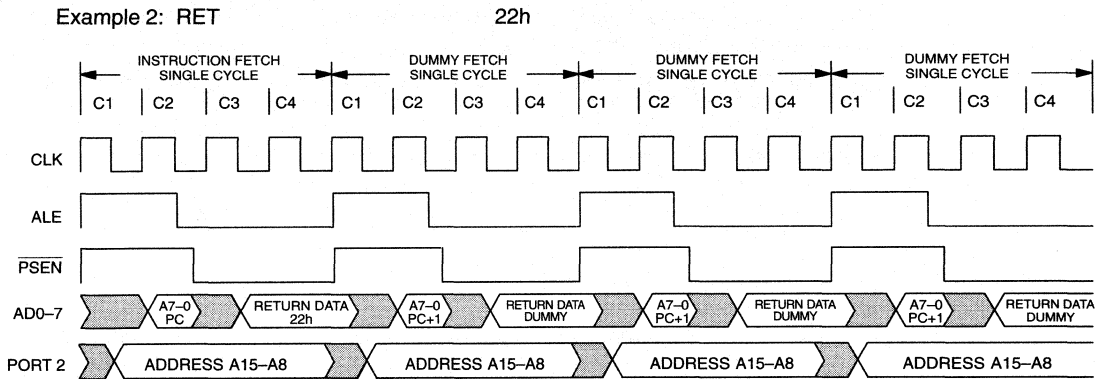 Example 2: RET 22h
INSTRUCTION FETCH DUMMY FETCH DUMMY FETCH DUMMY FETCH
SINGLE CYCLE SINGLE CYCLE SINGLE CYCLE SINGLE CYCLE
C1 C2 C3 C4 C1 C2 C3 C4 C1 C2 C3 C4 C1 C2 C3 C4
CLK
ALE
PSEN
A7–0 RETURN DATA A7–0 RETURN DATA A7–0 RETURN DATA A7–0 RETURN DATA
AD0–7 PC 22h PC+1 DUMMY PC+1 DUMMY PC+1 DUMMY
PORT 2 ADDRESS A15–A8 ADDRESS A15–A8 ADDRESS A15–A8 ADDRESS A15–A8